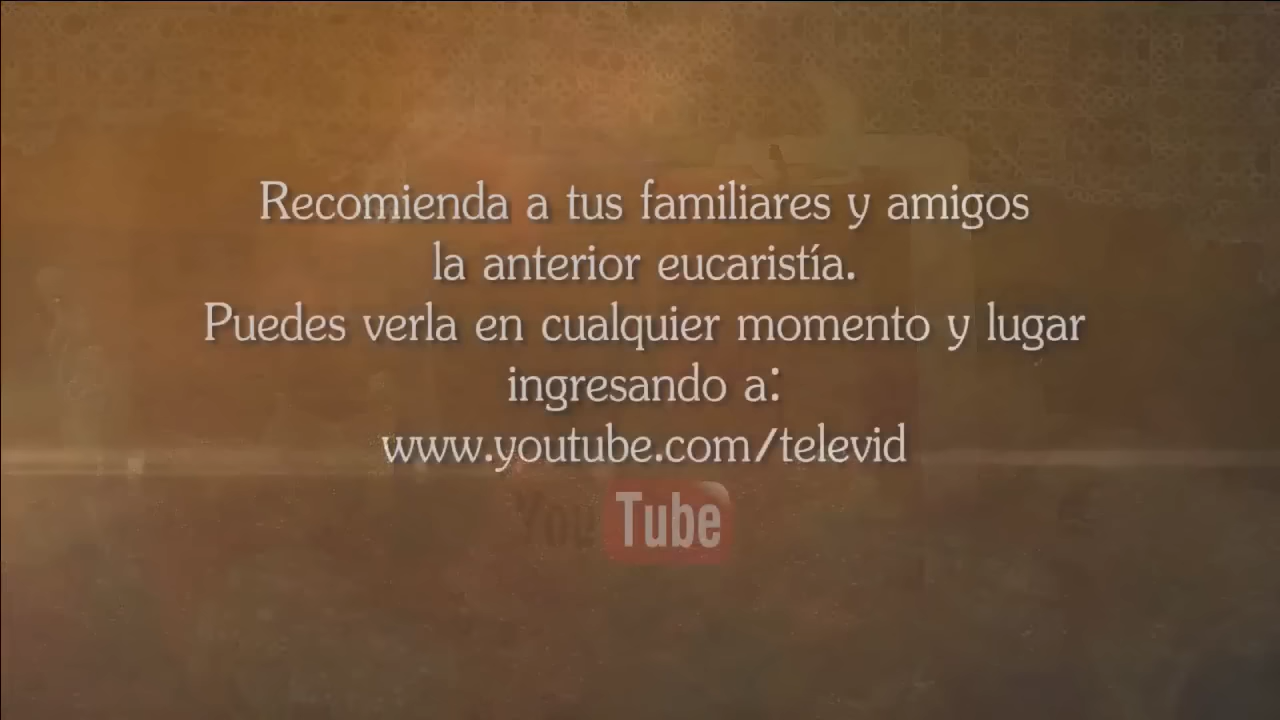 Recomienda a tus familiares y amigos
la anterior eucaristía.
Puedes verla en cualquier momento y lugar
ingresando a:
www.youtube.com/televid
YouTube